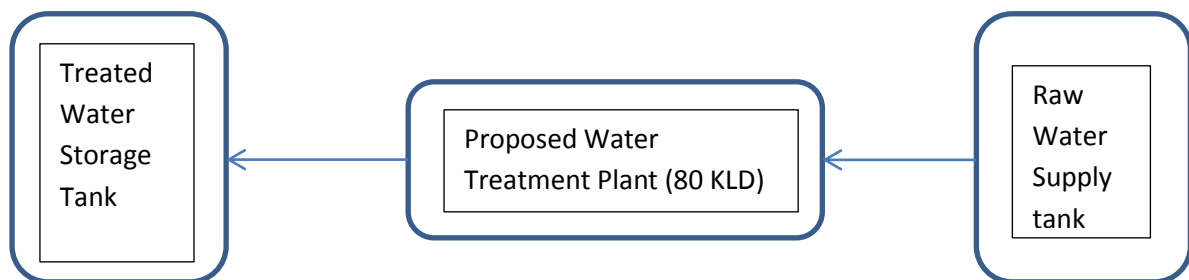 Treated
Water
Storage
Tank
Proposed Water
Treatment Plant (80 KLD)
Raw
Water
Supply
tank